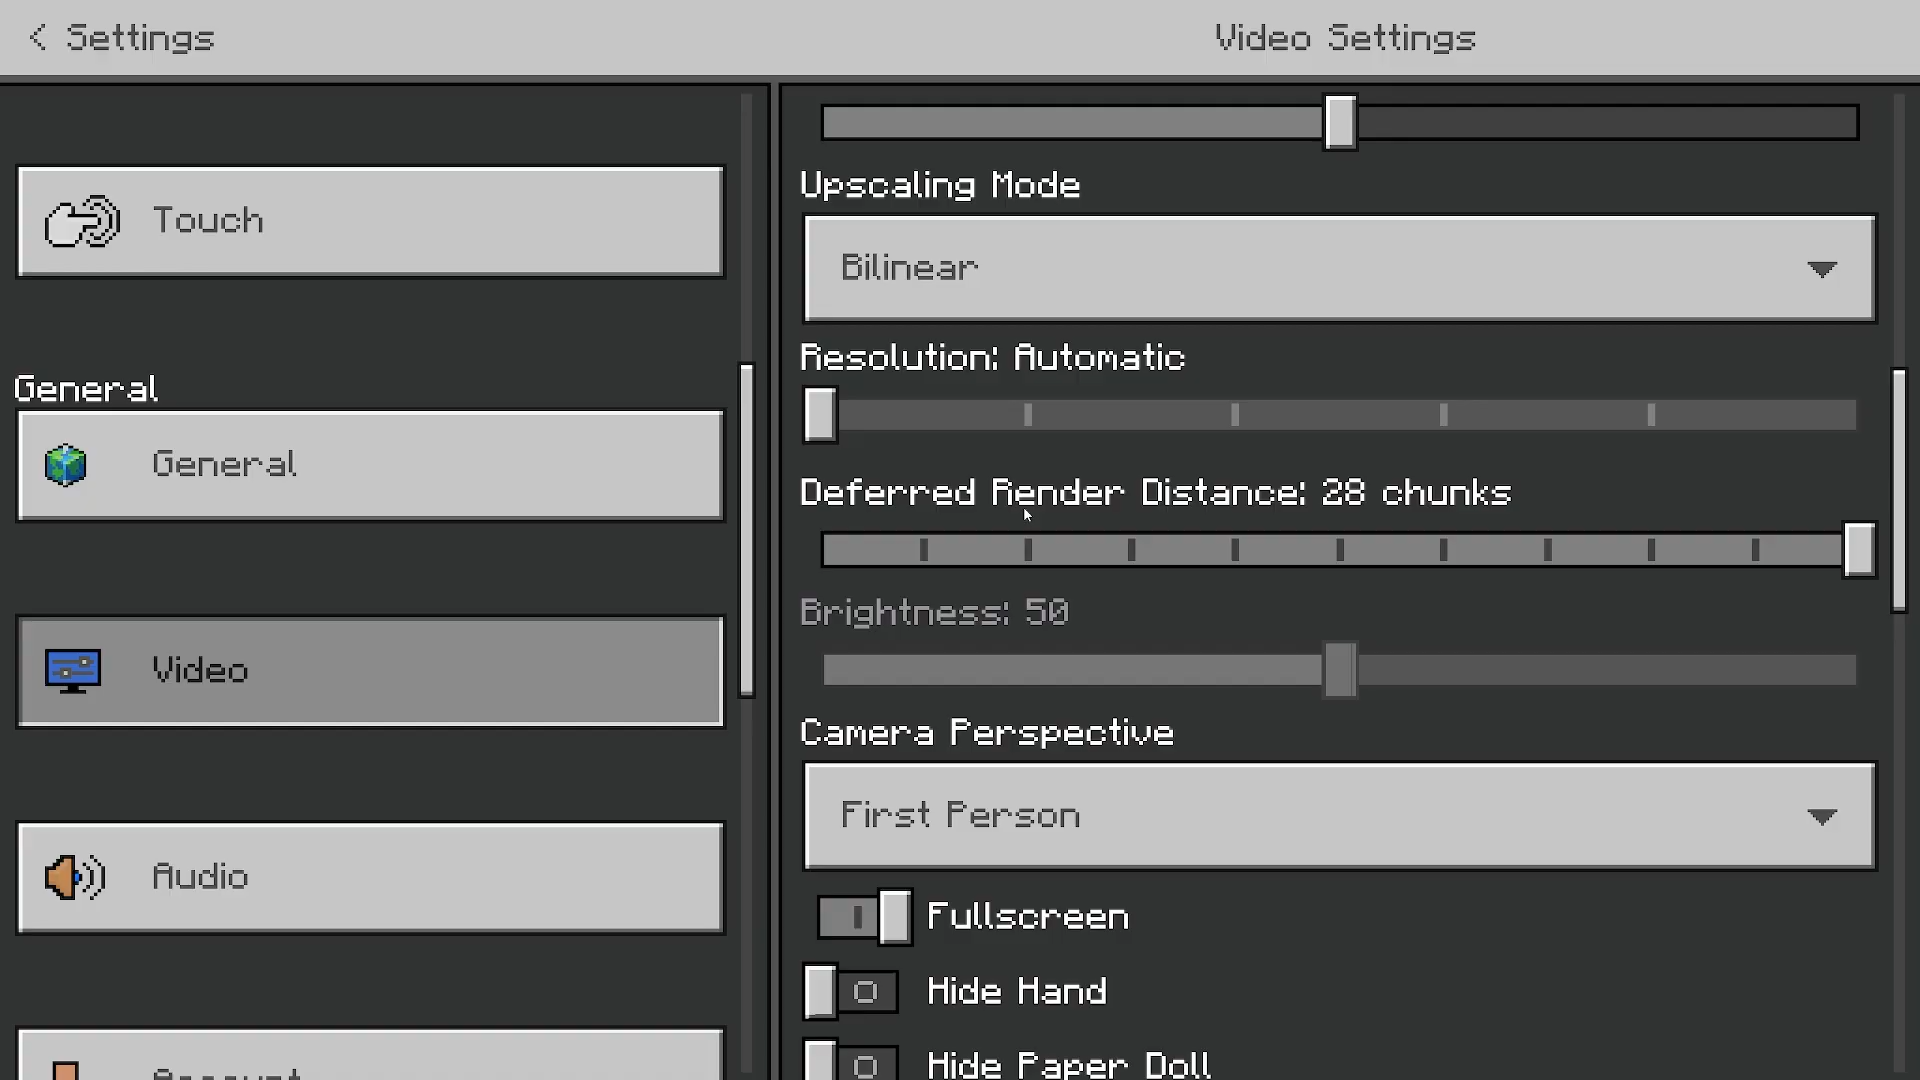 Settings
Video Settings
Touch
General
General
Video
Audio
Upscaling Mode
Bilinear
Resolution: Automatic
Deferred Render Distance: 28 chunks
Brightness: 50
Camera Perspective
First Person
Fullscreen
Hide Hand
Hide Paper Doll